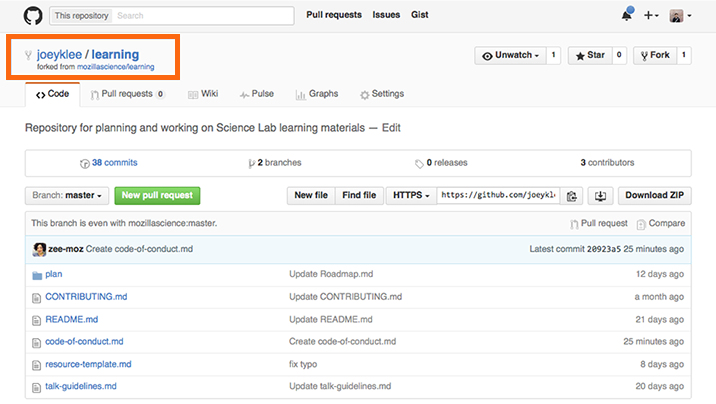 This repository Search Pull requests Issues Gist
joeyklee / learning Unwatch 1 Star 0 Fork 1
forked from mozillascience/learning
Code Pull requests 0 Wiki Pulse Graphs Settings
Repository for planning and working on Science Lab learning materials — Edit
38 commits 2 branches 0 releases 3 contributors
Branch: master New pull request New file Find file HTTPS https://github.com/joeykl Download ZIP
This branch is even with mozillascience:master. Pull request Compare
zee-moz Create code-of-conduct.md Latest commit 20923a5 25 minutes ago
plan Update Roadmap.md 12 days ago
CONTRIBUTING.md Update CONTRIBUTING.md a month ago
README.md Update README.md 21 days ago
code-of-conduct.md Create code-of-conduct.md 25 minutes ago
resource-template.md fix typo 8 days ago
talk-guidelines.md Update talk-guidelines.md 20 days ago